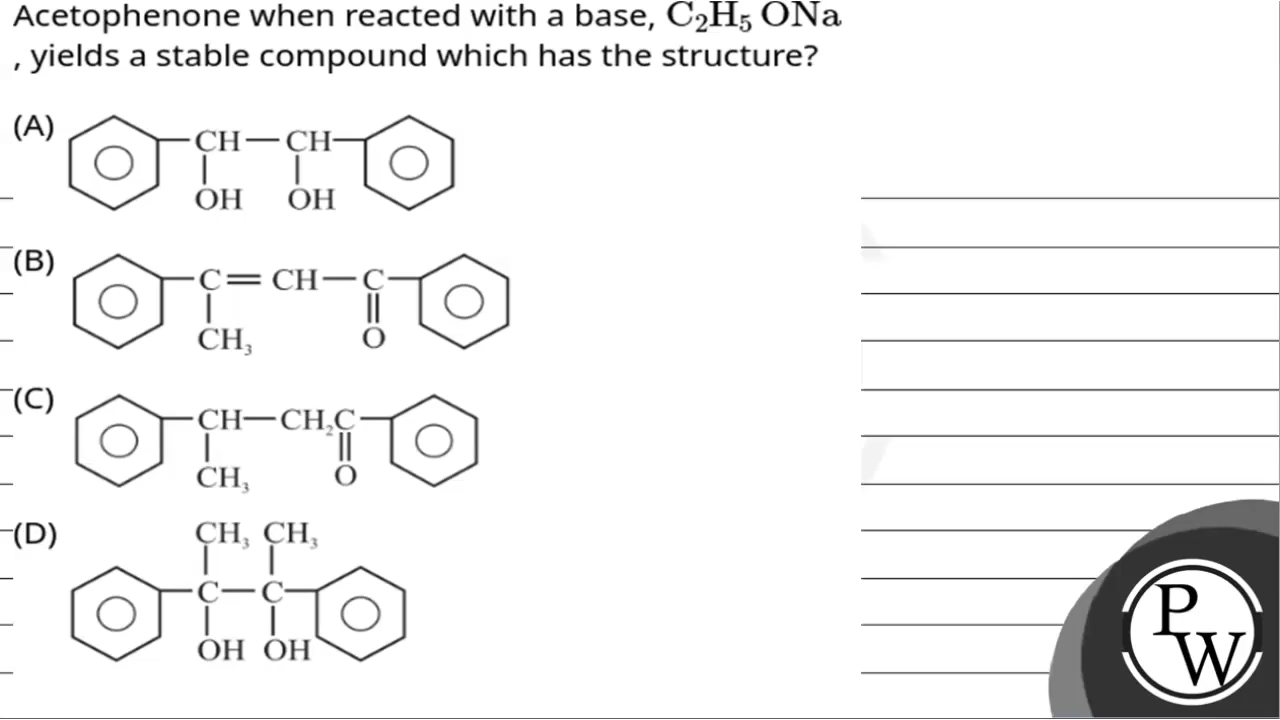 Acetophenone when reacted with a base, C₂H₅ ONa
, yields a stable compound which has the structure?
(A)
CH — CH
OH OH
(B)
C = CH — C
CH₃ O
(C)
CH — CH₂C
CH₃ O
(D)
CH₃ CH₃
C — C
OH OH
P
W